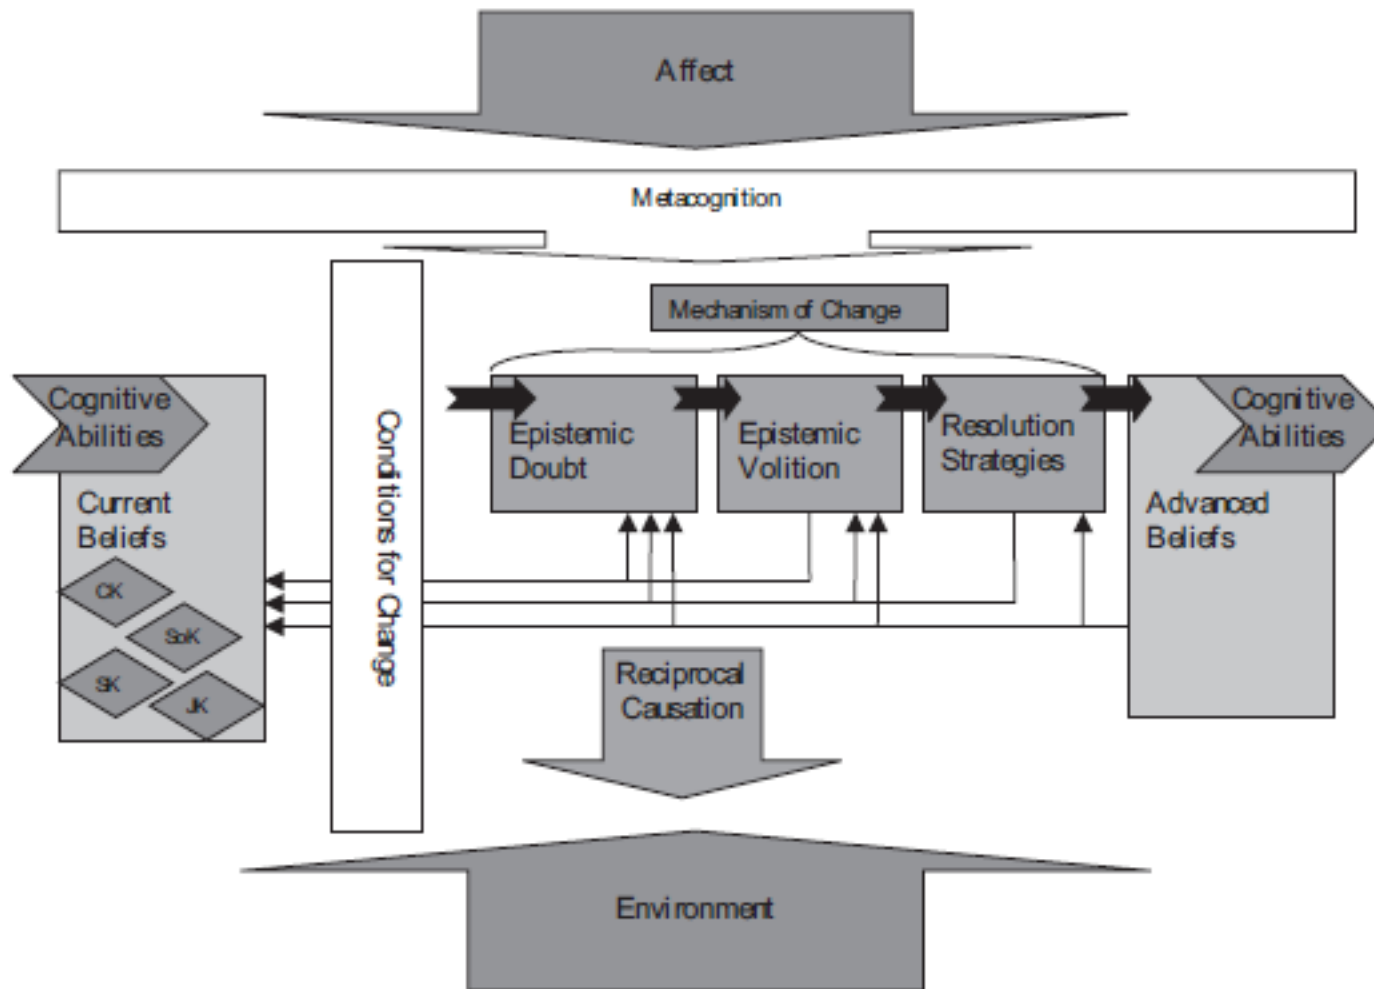 Affect
Metacognition
Mechanism of Change
Cognitive
Abilities
Current
Beliefs
CK
SoK
SK
JK
Conditions for Change
Epistemic
Doubt
Epistemic
Volition
Resolution
Strategies
Cognitive
Abilities
Advanced
Beliefs
Reciprocal
Causation
Environment